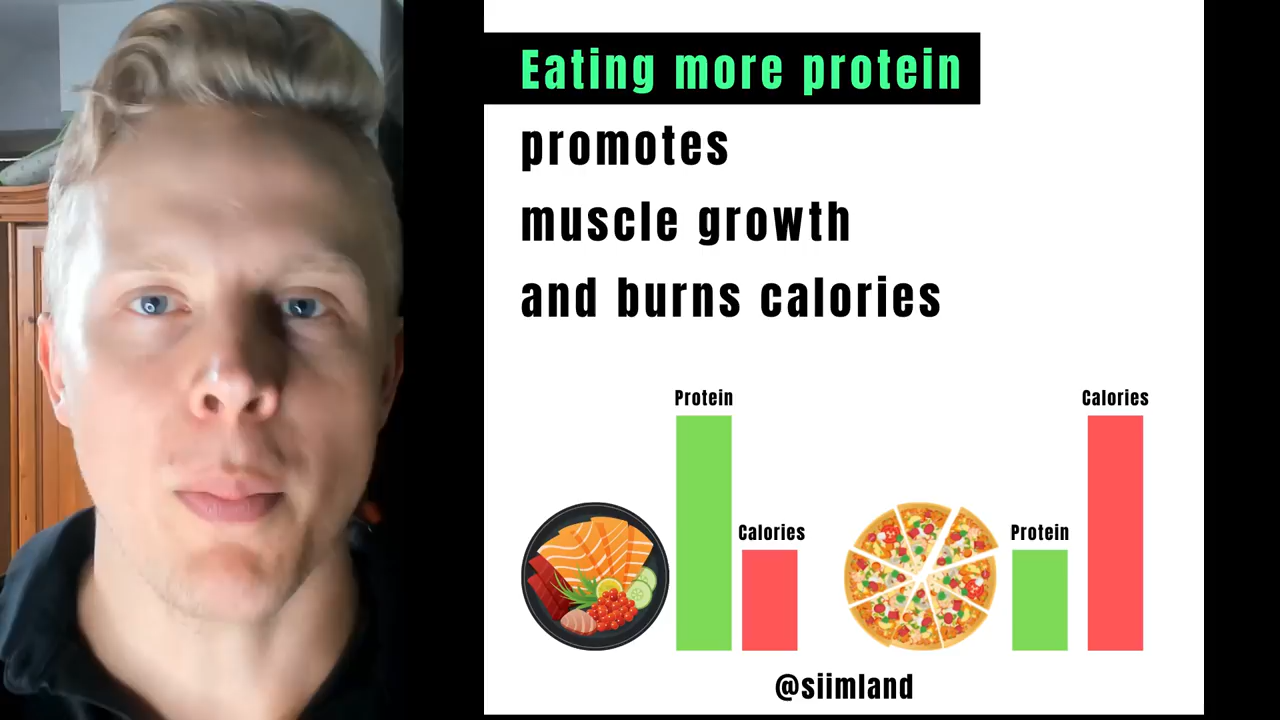 Eating more protein
promotes
muscle growth
and burns calories
Protein
Calories
Calories
Protein
@siimland